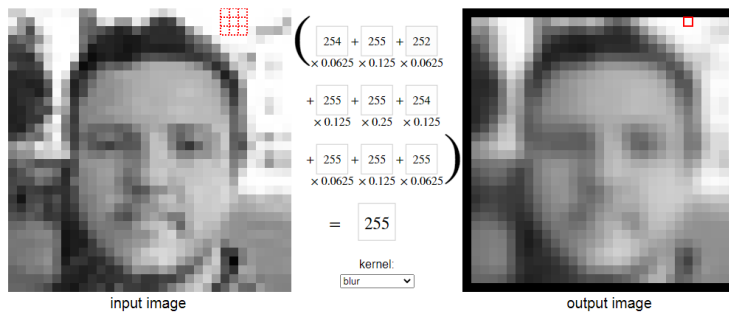 ( 254 + 255 + 252
× 0.0625 × 0.125 × 0.0625
+ 255 + 255 + 254
× 0.125 × 0.25 × 0.125
+ 255 + 255 + 255 )
× 0.0625 × 0.125 × 0.0625
= 255
kernel:
blur
input image
output image